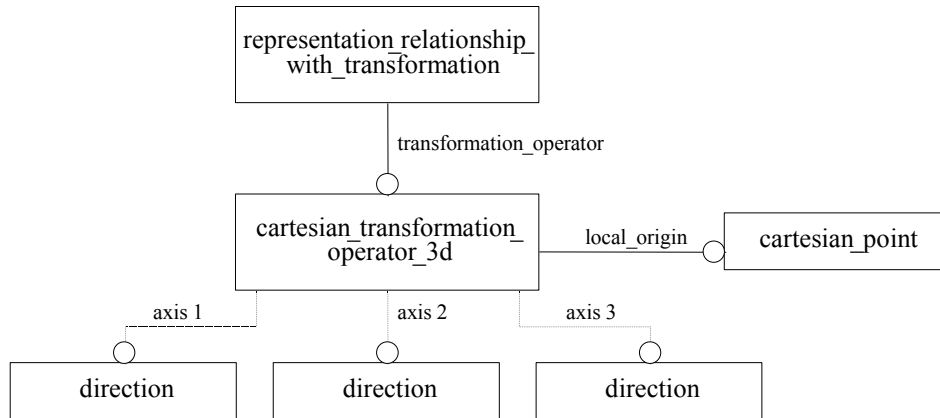 representation_relationship_
with_transformation
transformation_operator
cartesian_transformation_
operator_3d
local_origin
cartesian_point
axis 1
axis 2
axis 3
direction
direction
direction